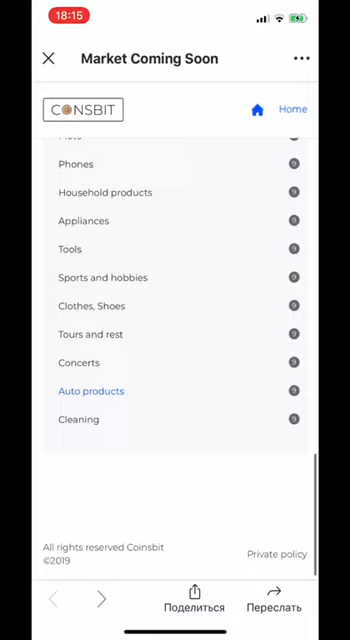 18:15
Market Coming Soon
CONSBIT
Home
Phones 9
Household products 9
Appliances 9
Tools 9
Sports and hobbies 9
Clothes, Shoes 9
Tours and rest 9
Concerts 9
Auto products 9
Cleaning 9
All rights reserved Coinsbit
©2019
Private policy
Поделиться
Переслать